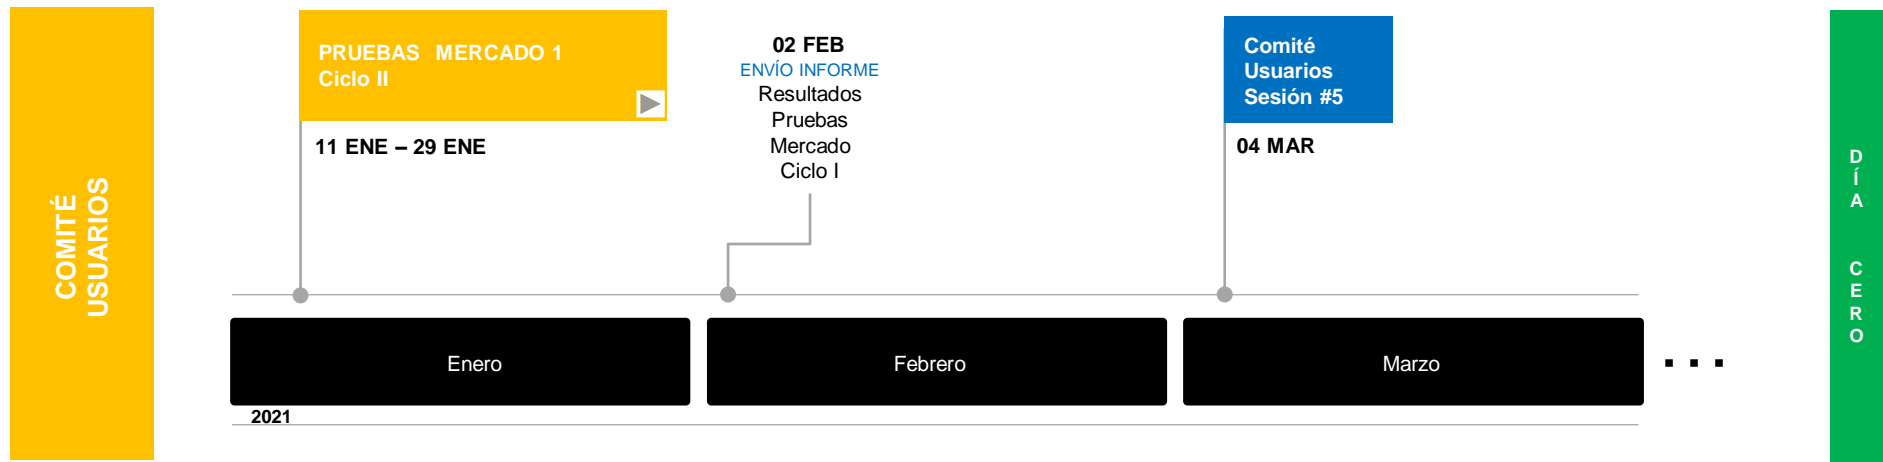 COMITÉ
USUARIOS
PRUEBAS MERCADO 1
Ciclo II
11 ENE – 29 ENE
02 FEB
ENVÍO INFORME
Resultados
Pruebas
Mercado
Ciclo I
Comité
Usuarios
Sesión #5
04 MAR
Enero
Febrero
Marzo
...
2021
DÍA CERO